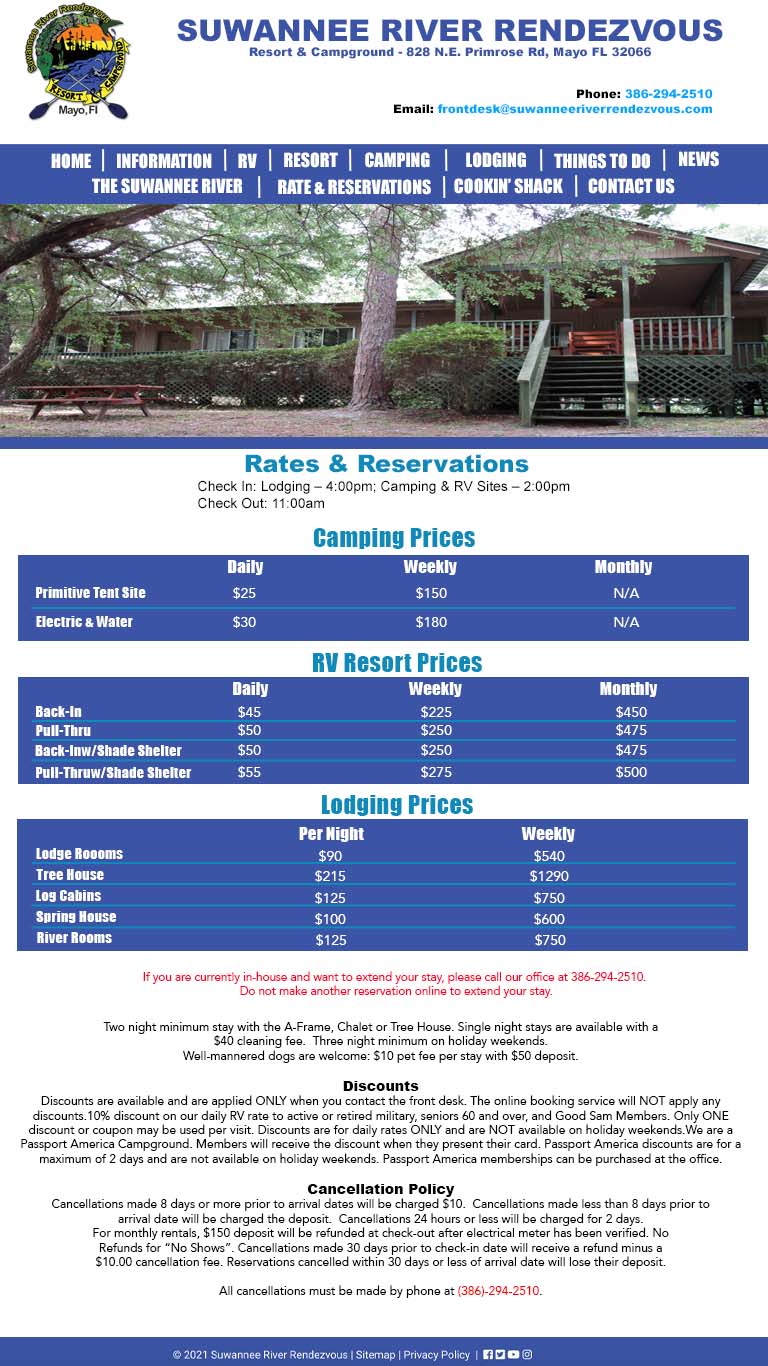 Suwannee River Rendezvous
RESORT & CAMPGROUND
Mayo, Fl
SUWANNEE RIVER RENDEZVOUS
Resort & Campground - 828 N.E. Primrose Rd, Mayo FL 32066
Phone: 386-294-2510
Email: frontdesk@suwanneeriverrendezvous.com
HOME | INFORMATION | RV | RESORT | CAMPING | LODGING | THINGS TO DO | NEWS
THE SUWANNEE RIVER | RATE & RESERVATIONS | COOKIN' SHACK | CONTACT US
Rates & Reservations
Check In: Lodging – 4:00pm; Camping & RV Sites – 2:00pm
Check Out: 11:00am
Camping Prices
Daily Weekly Monthly
Primitive Tent Site $25 $150 N/A
Electric & Water $30 $180 N/A
RV Resort Prices
Daily Weekly Monthly
Back-In $45 $225 $450
Pull-Thru $50 $250 $475
Back-Inw/Shade Shelter $50 $250 $475
Pull-Thruw/Shade Shelter $55 $275 $500
Lodging Prices
Per Night Weekly
Lodge Roooms $90 $540
Tree House $215 $1290
Log Cabins $125 $750
Spring House $100 $600
River Rooms $125 $750
If you are currently in-house and want to extend your stay, please call our office at 386-294-2510.
Do not make another reservation online to extend your stay.
Two night minimum stay with the A-Frame, Chalet or Tree House. Single night stays are available with a
$40 cleaning fee. Three night minimum on holiday weekends.
Well-mannered dogs are welcome: $10 pet fee per stay with $50 deposit.
Discounts
Discounts are available and are applied ONLY when you contact the front desk. The online booking service will NOT apply any
discounts.10% discount on our daily RV rate to active or retired military, seniors 60 and over, and Good Sam Members. Only ONE
discount or coupon may be used per visit. Discounts are for daily rates ONLY and are NOT available on holiday weekends.We are a
Passport America Campground. Members will receive the discount when they present their card. Passport America discounts are for a
maximum of 2 days and are not available on holiday weekends. Passport America memberships can be purchased at the office.
Cancellation Policy
Cancellations made 8 days or more prior to arrival dates will be charged $10. Cancellations made less than 8 days prior to
arrival date will be charged the deposit. Cancellations 24 hours or less will be charged for 2 days.
For monthly rentals, $150 deposit will be refunded at check-out after electrical meter has been verified. No
Refunds for “No Shows”. Cancellations made 30 days prior to check-in date will receive a refund minus a
$10.00 cancellation fee. Reservations cancelled within 30 days or less of arrival date will lose their deposit.
All cancellations must be made by phone at (386)-294-2510.
© 2021 Suwannee River Rendezvous | Sitemap | Privacy Policy |